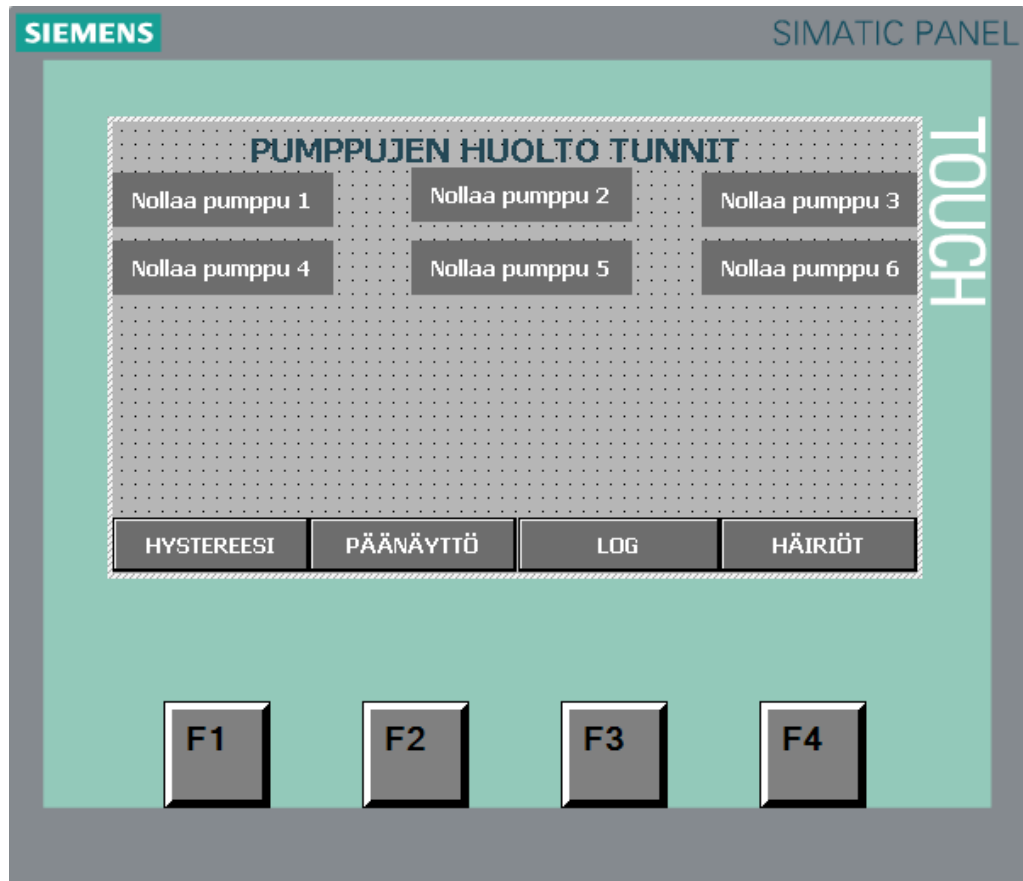 SIEMENS
SIMATIC PANEL
TOUCH
PUMPPUJEN HUOLTO TUNNIT
Nollaa pumppu 1
Nollaa pumppu 2
Nollaa pumppu 3
Nollaa pumppu 4
Nollaa pumppu 5
Nollaa pumppu 6
HYSTEREESI
PÄÄNÄYTTÖ
LOG
HÄIRIÖT
F1
F2
F3
F4